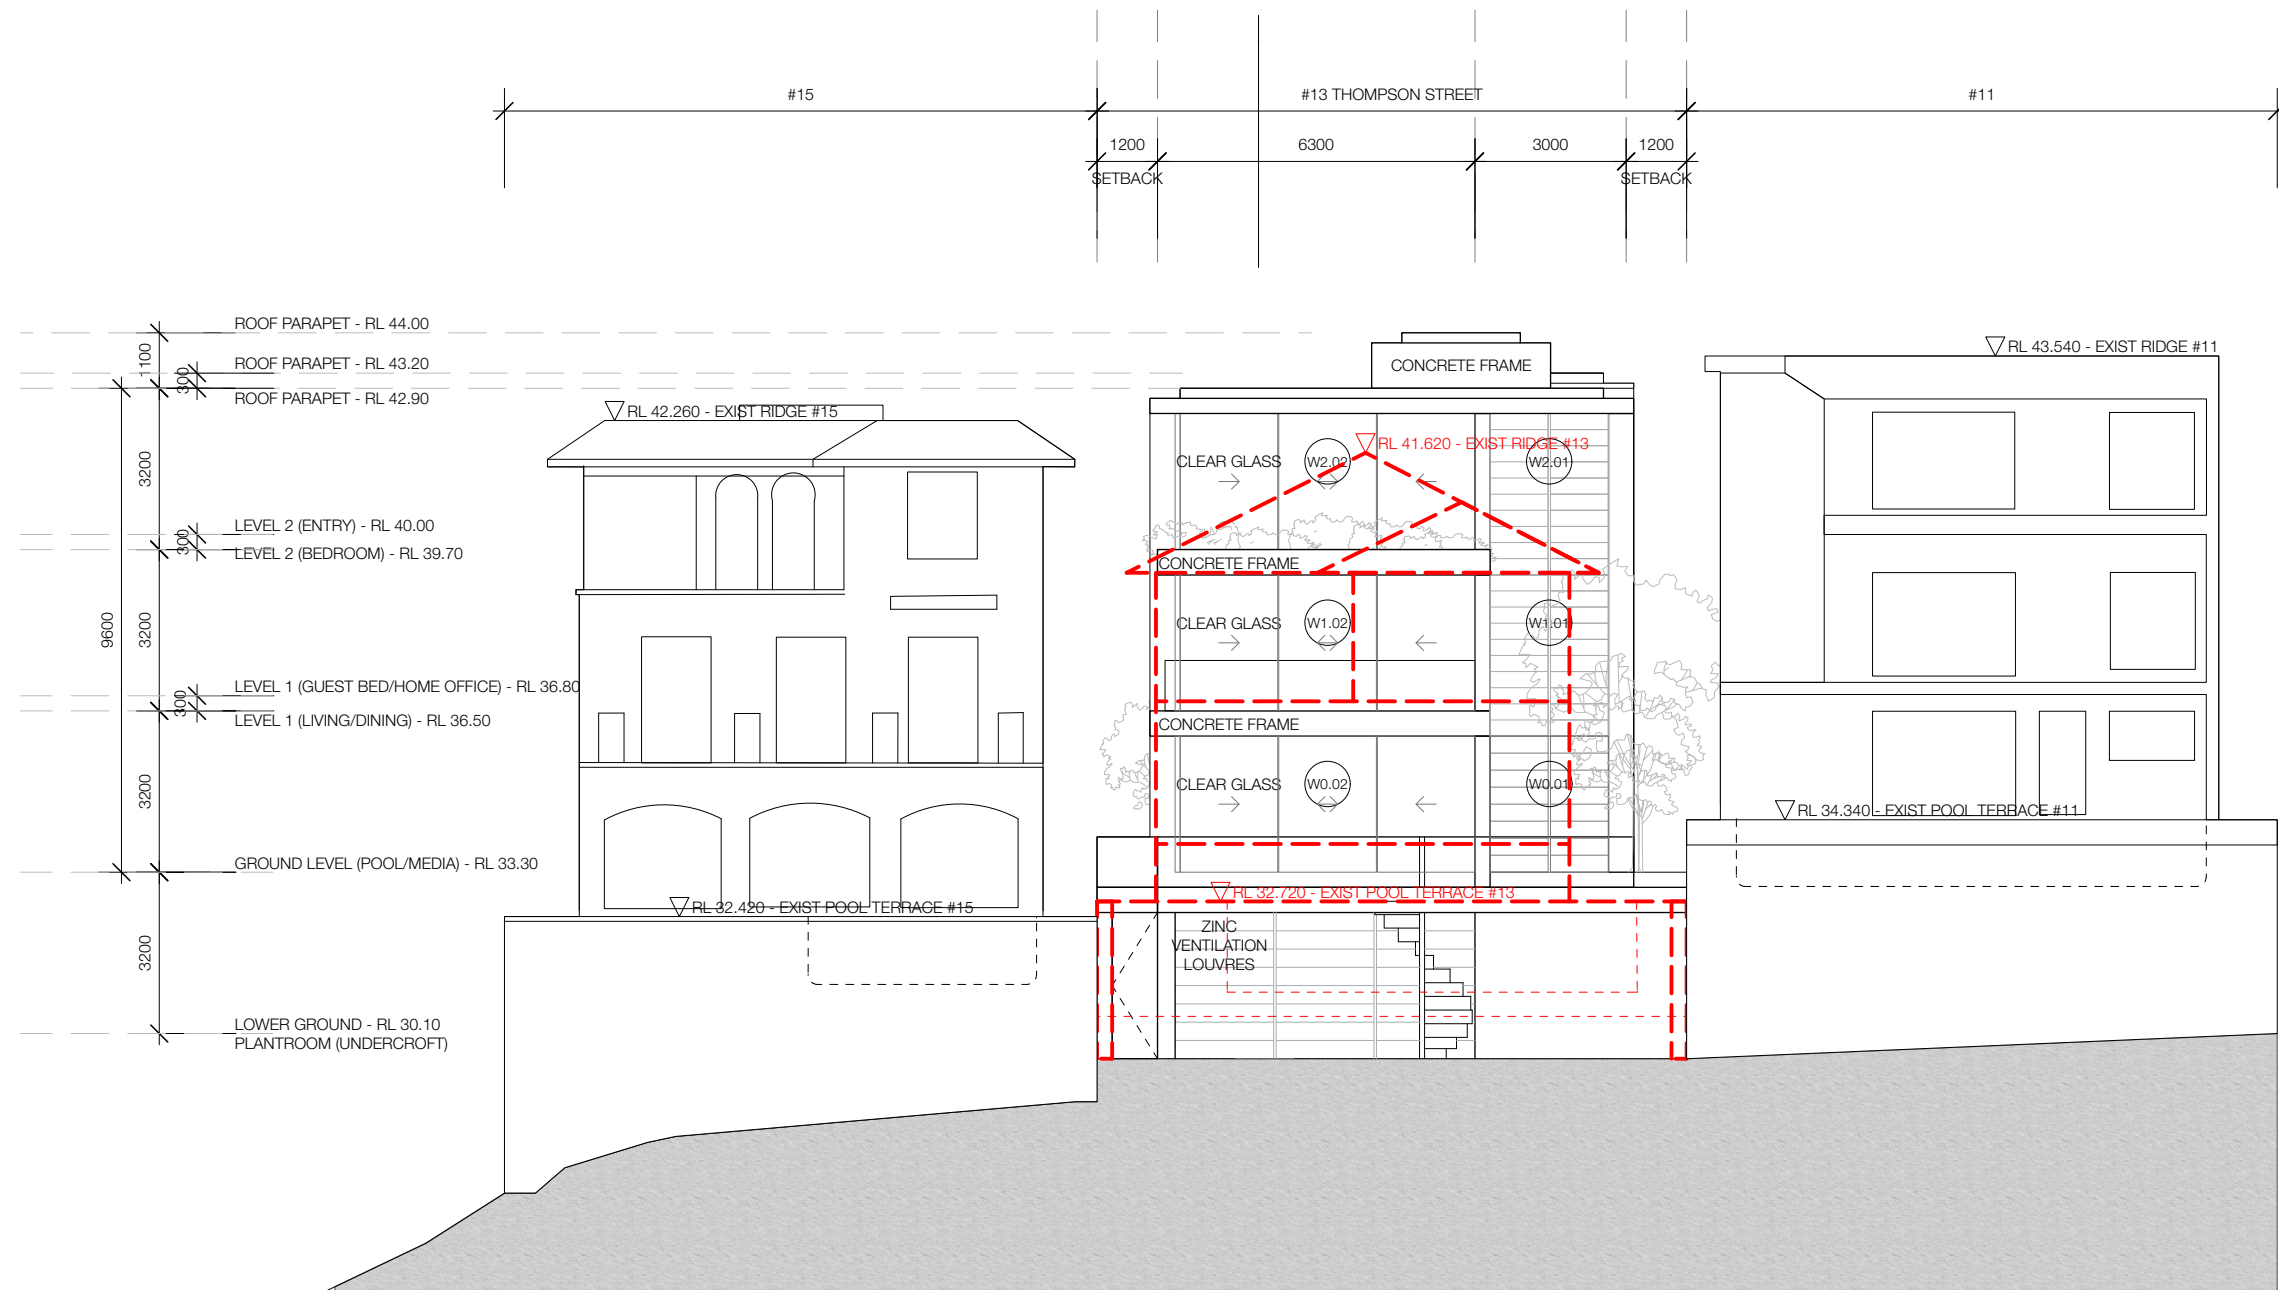 #15
#13 THOMPSON STREET
#11
1200
6300
3000
1200
SETBACK
SETBACK
ROOF PARAPET - RL 44.00
1100
ROOF PARAPET - RL 43.20
300
ROOF PARAPET - RL 42.90
RL 43.540 - EXIST RIDGE #11
CONCRETE FRAME
RL 42.260 - EXIST RIDGE #15
RL 41.620 - EXIST RIDGE #13
3200
CLEAR GLASS
W2.02
W2.01
LEVEL 2 (ENTRY) - RL 40.00
300
LEVEL 2 (BEDROOM) - RL 39.70
CONCRETE FRAME
9600
3200
CLEAR GLASS
W1.02
W1.01
LEVEL 1 (GUEST BED/HOME OFFICE) - RL 36.80
300
LEVEL 1 (LIVING/DINING) - RL 36.50
CONCRETE FRAME
3200
CLEAR GLASS
W0.02
W0.01
RL 34.340 - EXIST POOL TERRACE #11
GROUND LEVEL (POOL/MEDIA) - RL 33.30
RL 32.720 - EXIST POOL TERRACE #13
RL 32.420 - EXIST POOL TERRACE #15
ZINC
VENTILATION
LOUVRES
3200
LOWER GROUND - RL 30.10
PLANTROOM (UNDERCROFT)